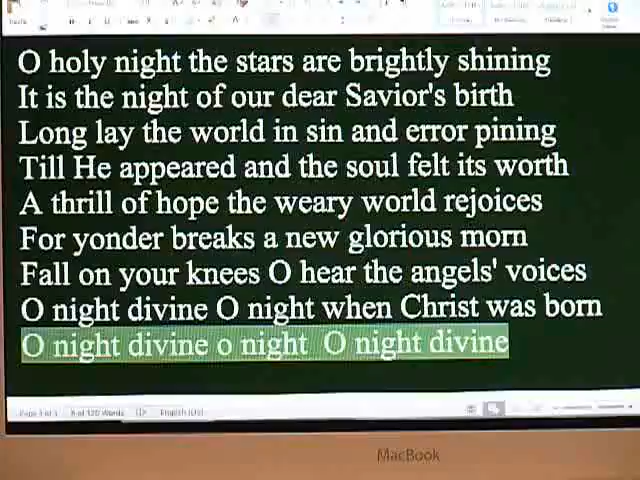 O holy night the stars are brightly shining
It is the night of our dear Savior's birth
Long lay the world in sin and error pining
Till He appeared and the soul felt its worth
A thrill of hope the weary world rejoices
For yonder breaks a new glorious morn
Fall on your knees O hear the angels' voices
O night divine O night when Christ was born
O night divine o night  O night divine
English (US)
MacBook